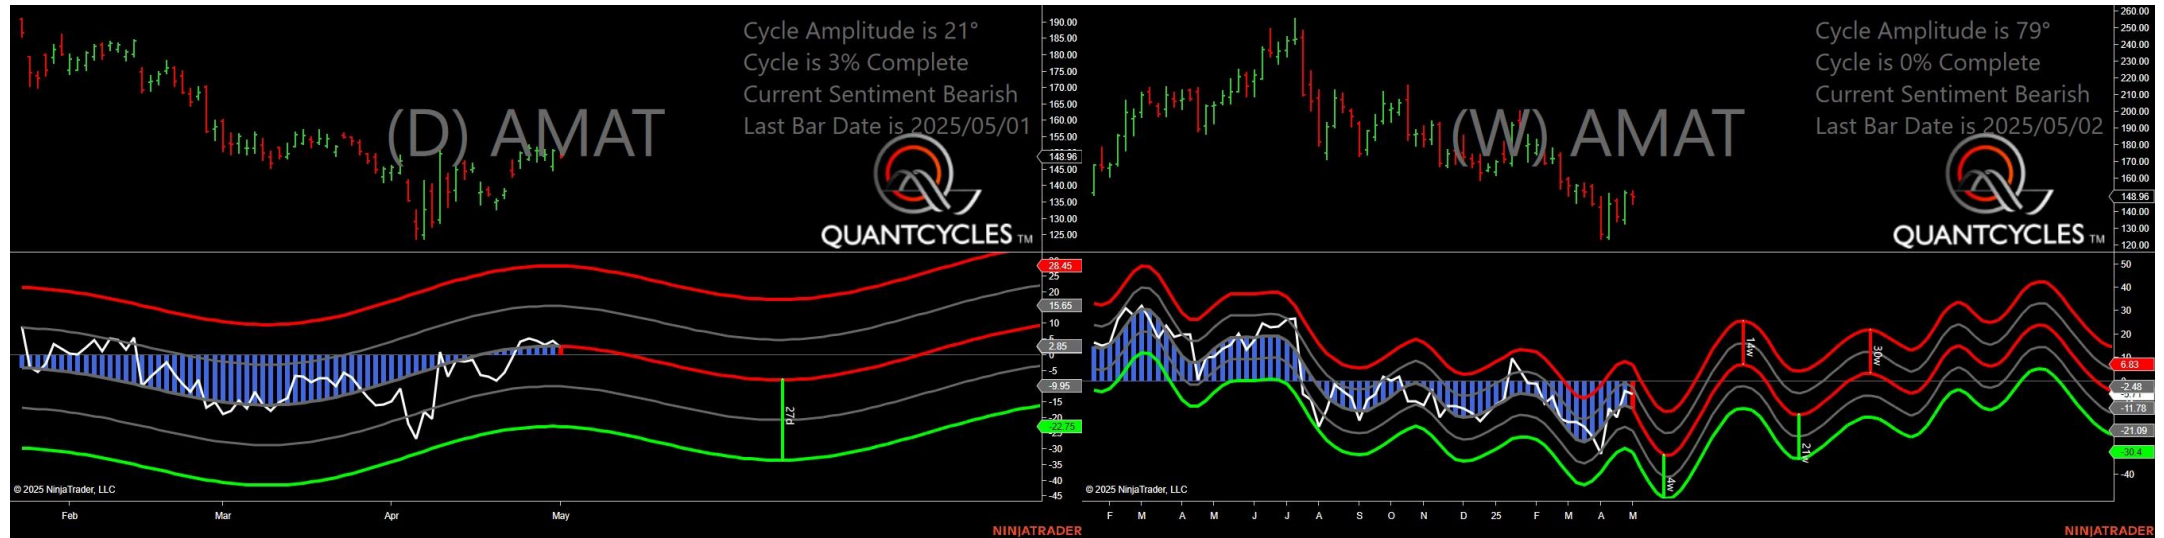 Cycle Amplitude is 21°
Cycle is 3% Complete
Current Sentiment Bearish
Last Bar Date is 2025/05/01
(D) AMAT
QUANTCYCLES TM
190.00
185.00
180.00
175.00
170.00
165.00
160.00
155.00
148.96
145.00
140.00
135.00
130.00
125.00
28.45
25
20
15.65
10
5
2.85
-5
-9.95
-15
-20
-22.75
-30
-35
-40
-45
27d
© 2025 NinjaTrader, LLC
Feb Mar Apr May
NINJATRADER
Cycle Amplitude is 79°
Cycle is 0% Complete
Current Sentiment Bearish
Last Bar Date is 2025/05/02
(W) AMAT
QUANTCYCLES TM
260.00
250.00
240.00
230.00
220.00
210.00
200.00
190.00
180.00
170.00
160.00
148.96
140.00
130.00
120.00
50
40
30
20
6.83
-2.48
-11.78
-21.09
-30.4
-40
14w
30w
21w
4w
© 2025 NinjaTrader, LLC
F M A M J J A S O N D 25 F M A M
NINJATRADER